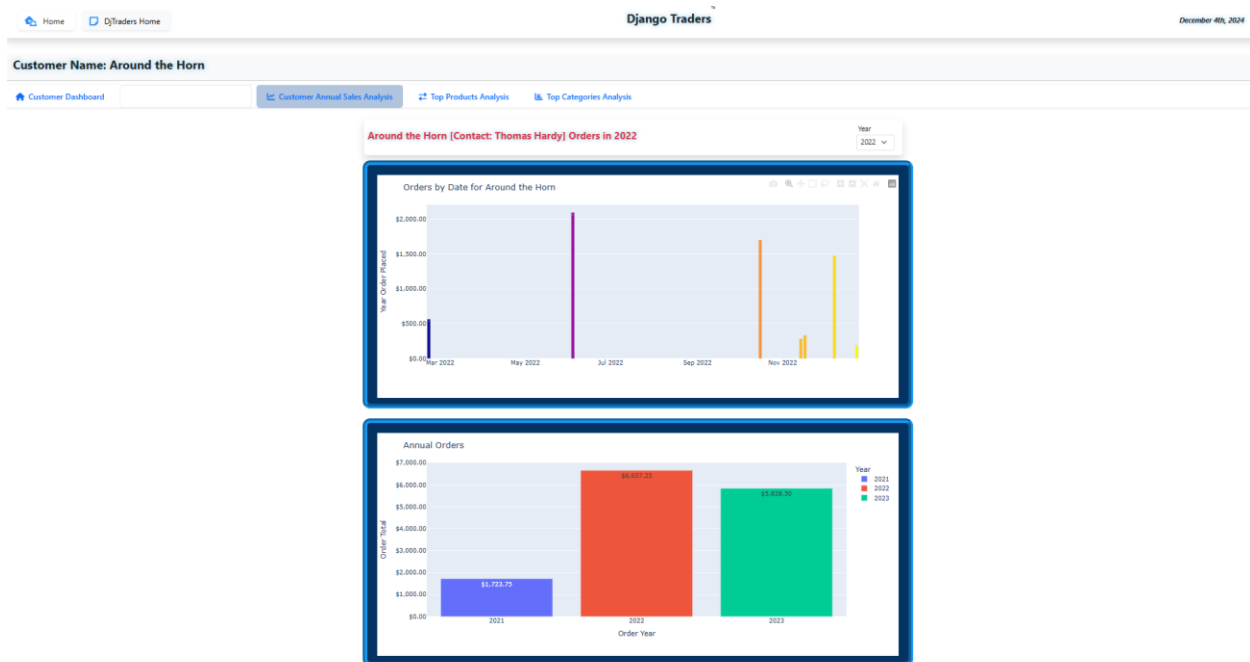 Home
DjTraders Home
Django Traders
December 4th, 2024
Customer Name: Around the Horn
Customer Dashboard
Customer Annual Sales Analysis
Top Products Analysis
Top Categories Analysis
Around the Horn [Contact: Thomas Hardy] Orders in 2022
Year
2022
Orders by Date for Around the Horn
Year Order Placed
$2,000.00
$1,500.00
$1,000.00
$500.00
$0.00
Mar 2022
May 2022
Jul 2022
Sep 2022
Nov 2022
Annual Orders
Order Total
$7,000.00
$6,000.00
$5,000.00
$4,000.00
$3,000.00
$2,000.00
$1,000.00
$0.00
$1,723.75
2021
2022
2023
Order Year
Year
2021
2022
2023